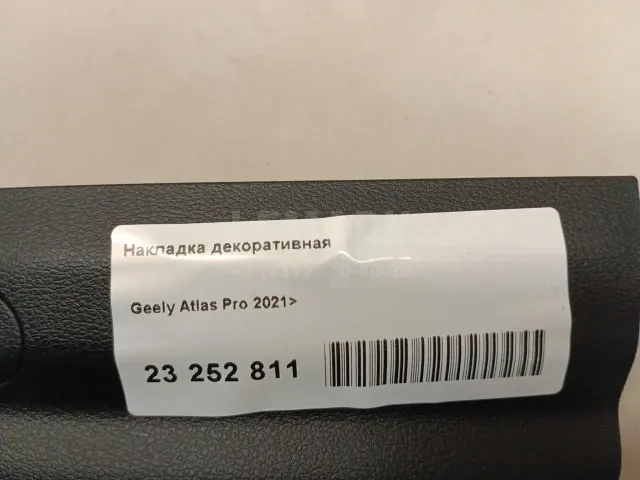 Накладка декоративная
Geely Atlas Pro 2021>
23 252 811